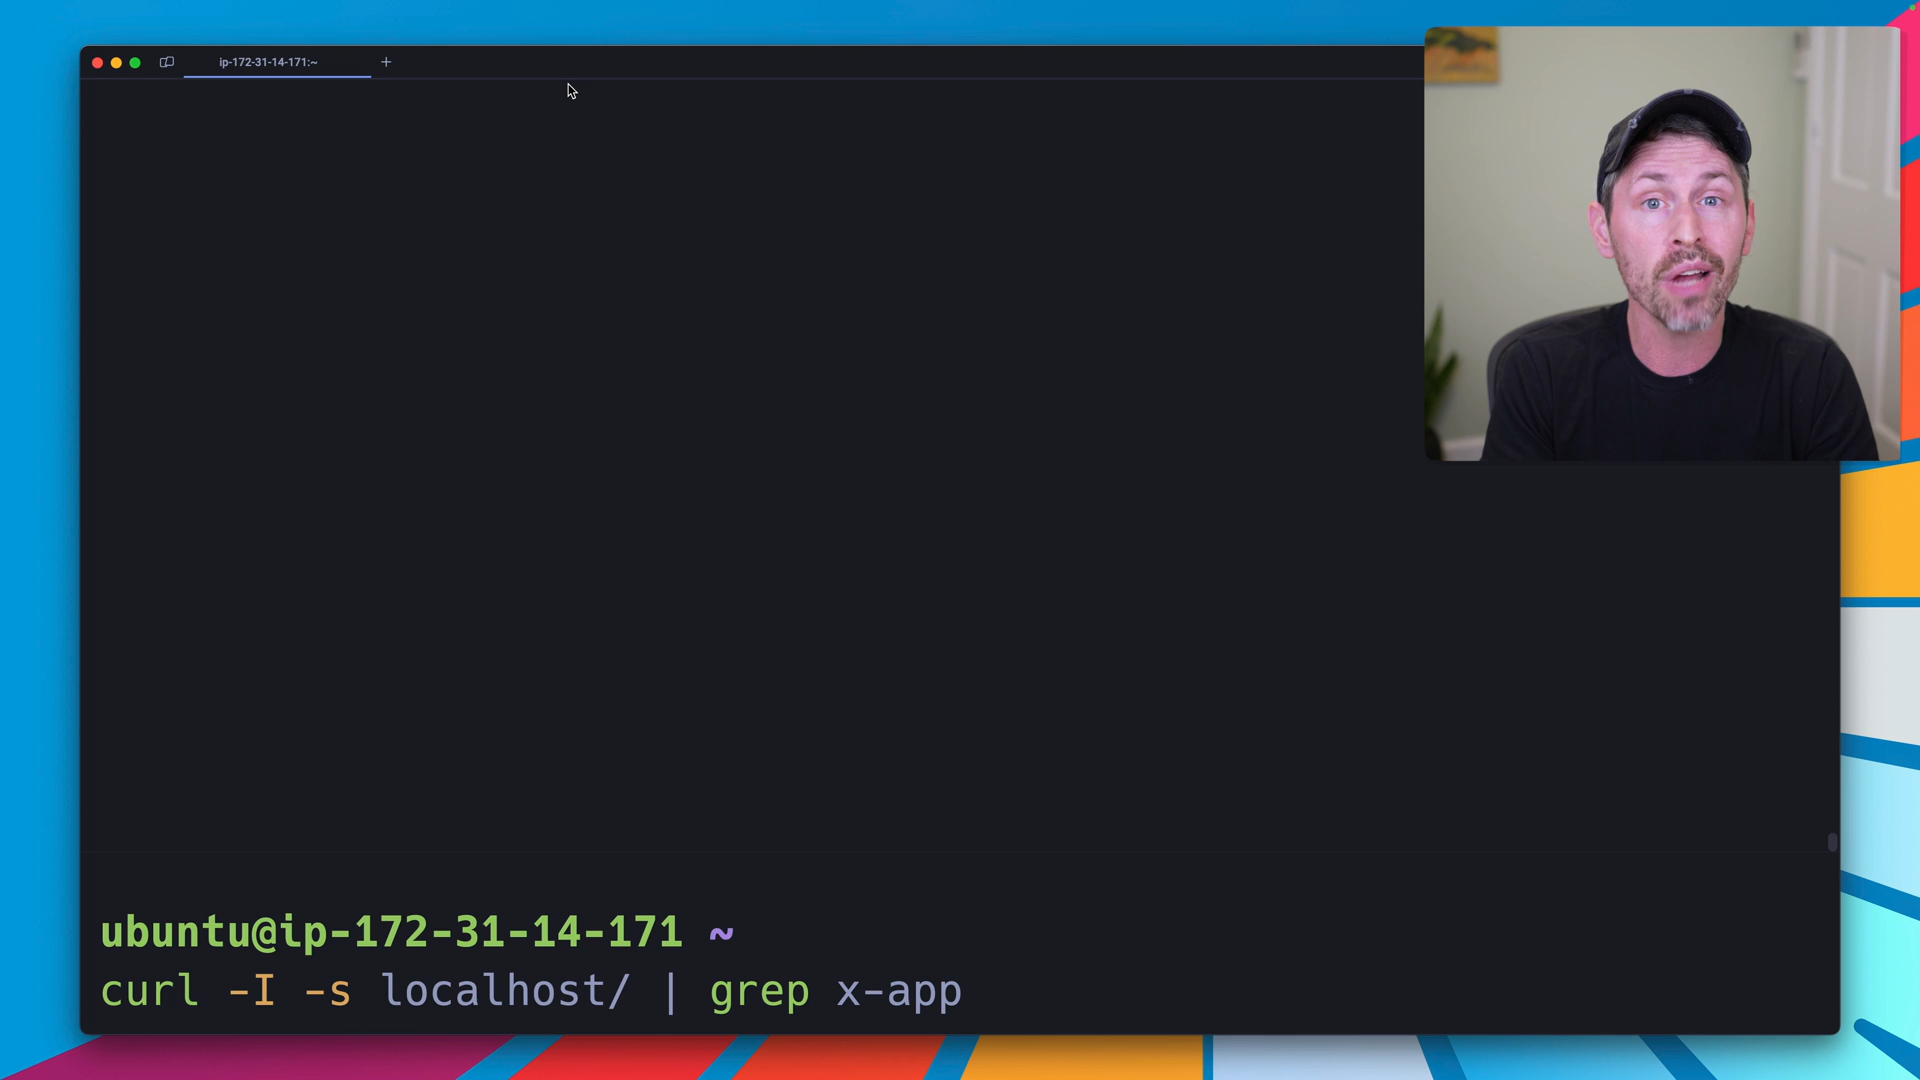 ip-172-31-14-171:~
ubuntu@ip-172-31-14-171 ~
curl -I -s localhost/ | grep x-app